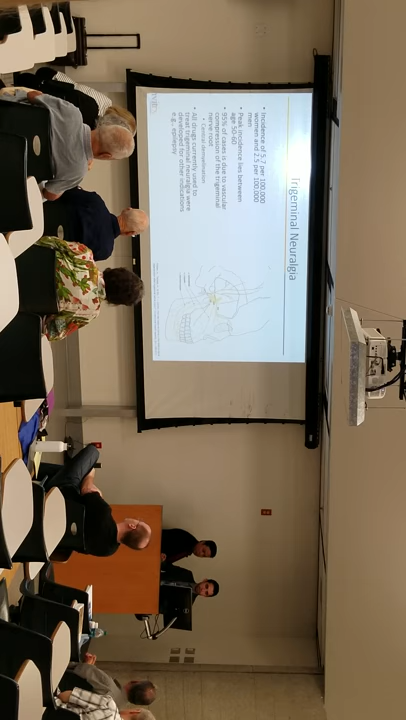 Trigeminal Neuralgia
• Incidence of 5.7 per 100,000
women and 2.5 per 100,000
men
• Peak incidence lies between
age 50-60
• 95% of cases is due to vascular
compression of the trigeminal
nerve root
• Central demyelination
• All drugs currently used to
treat trigeminal neuralgia were
developed for other indications
e.g., epilepsy